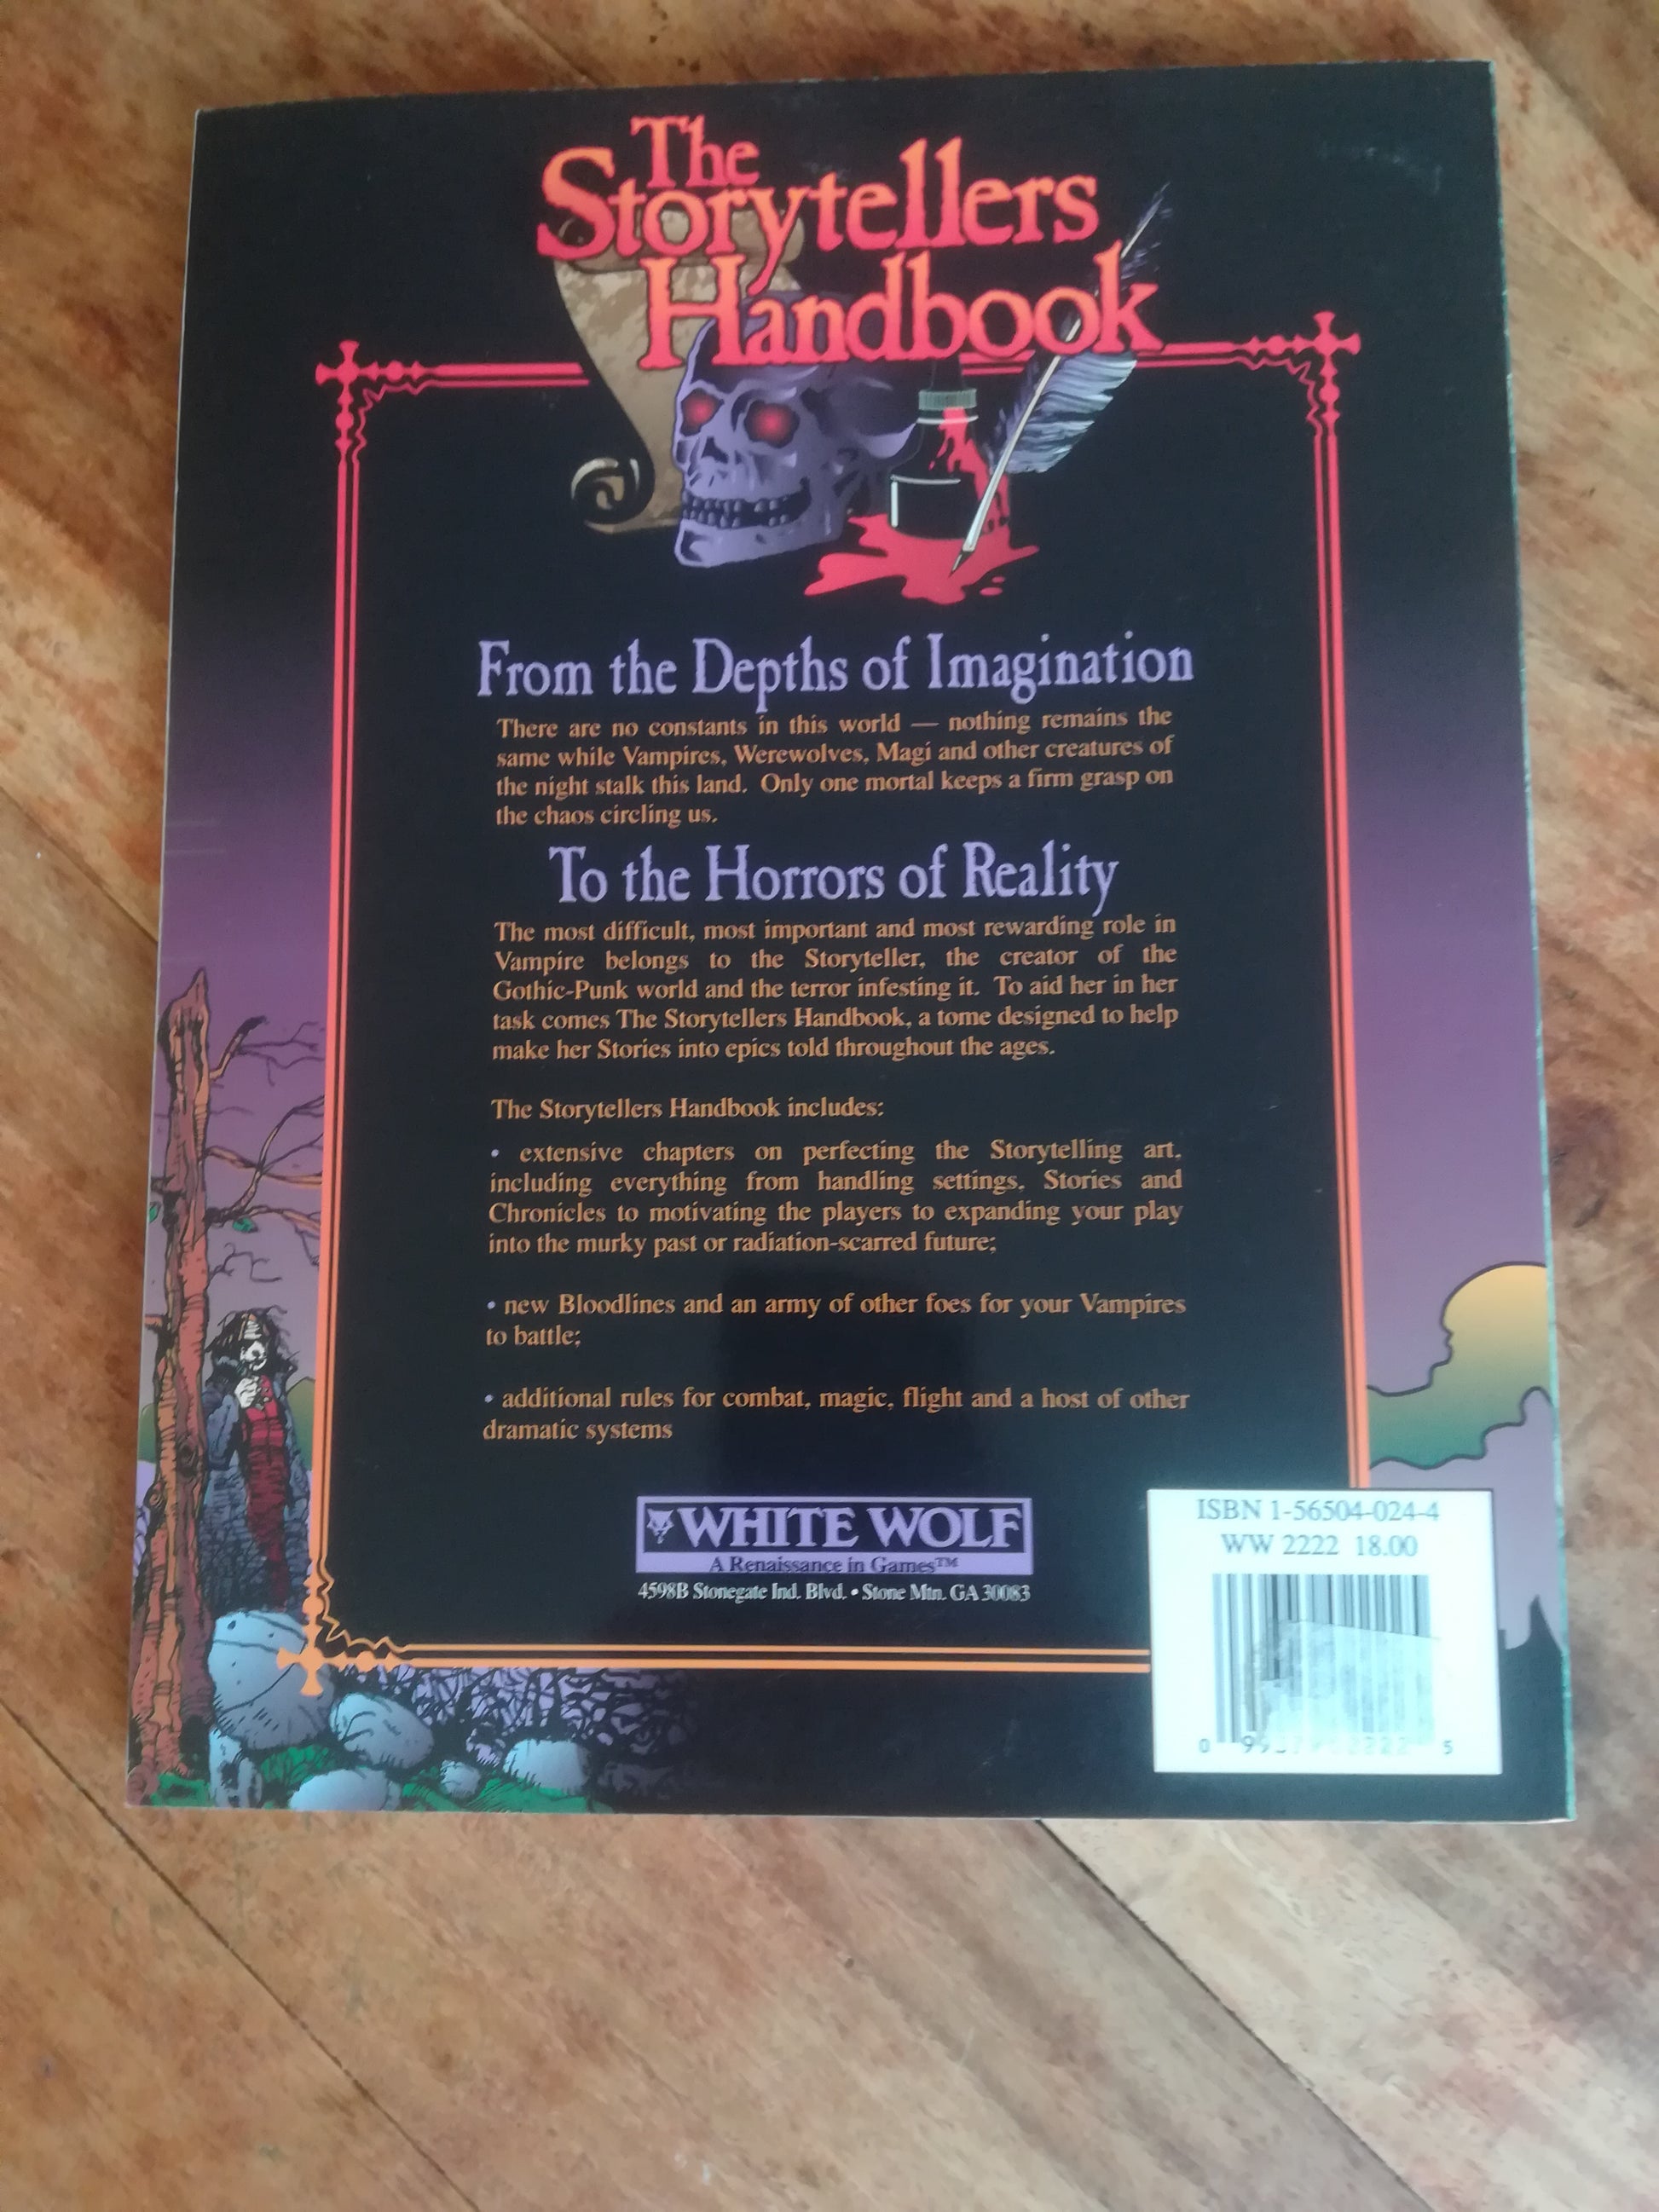 The
Storytellers
Handbook
From the Depths of Imagination
There are no constants in this world — nothing remains the
same while Vampires, Werewolves, Magi and other creatures of
the night stalk this land. Only one mortal keeps a firm grasp on
the chaos circling us.
To the Horrors of Reality
The most difficult, most important and most rewarding role in
Vampire belongs to the Storyteller, the creator of the
Gothic-Punk world and the terror infesting it. To aid her in her
task comes The Storytellers Handbook, a tome designed to help
make her Stories into epics told throughout the ages.
The Storytellers Handbook includes:
• extensive chapters on perfecting the Storytelling art,
including everything from handling settings, Stories and
Chronicles to motivating the players to expanding your play
into the murky past or radiation-scarred future;
• new Bloodlines and an army of other foes for your Vampires
to battle;
• additional rules for combat, magic, flight and a host of other
dramatic systems
WHITE WOLF
A Renaissance in Games™
4598B Stonegate Ind. Blvd. • Stone Mtn. GA 30083
ISBN 1-56504-024-4
WW 2222 18.00
0 5